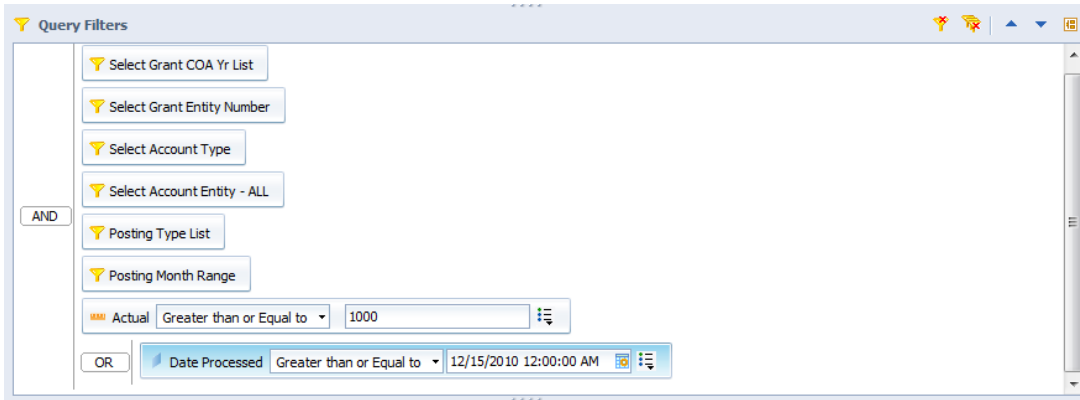 Query Filters
Select Grant COA Yr List
Select Grant Entity Number
Select Account Type
Select Account Entity - ALL
AND
Posting Type List
Posting Month Range
Actual Greater than or Equal to 1000
OR Date Processed Greater than or Equal to 12/15/2010 12:00:00 AM